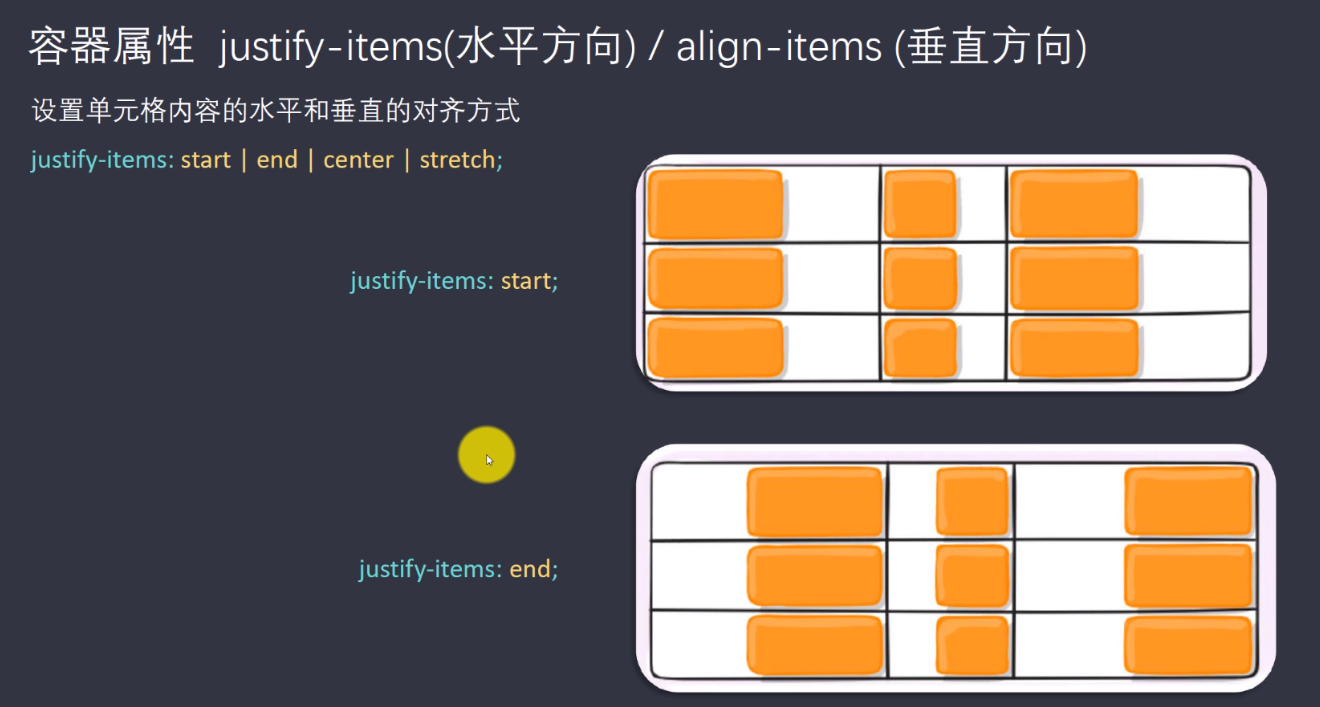 容器属性 justify-items(水平方向) / align-items (垂直方向)
设置单元格内容的水平和垂直的对齐方式
justify-items: start | end | center | stretch;
justify-items: start;
justify-items: end;